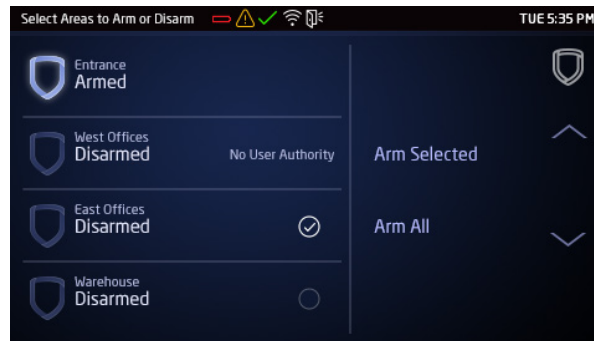 Select Areas to Arm or Disarm
TUE 5:35 PM
Entrance
Armed
West Offices
Disarmed
No User Authority
East Offices
Disarmed
Warehouse
Disarmed
Arm Selected
Arm All